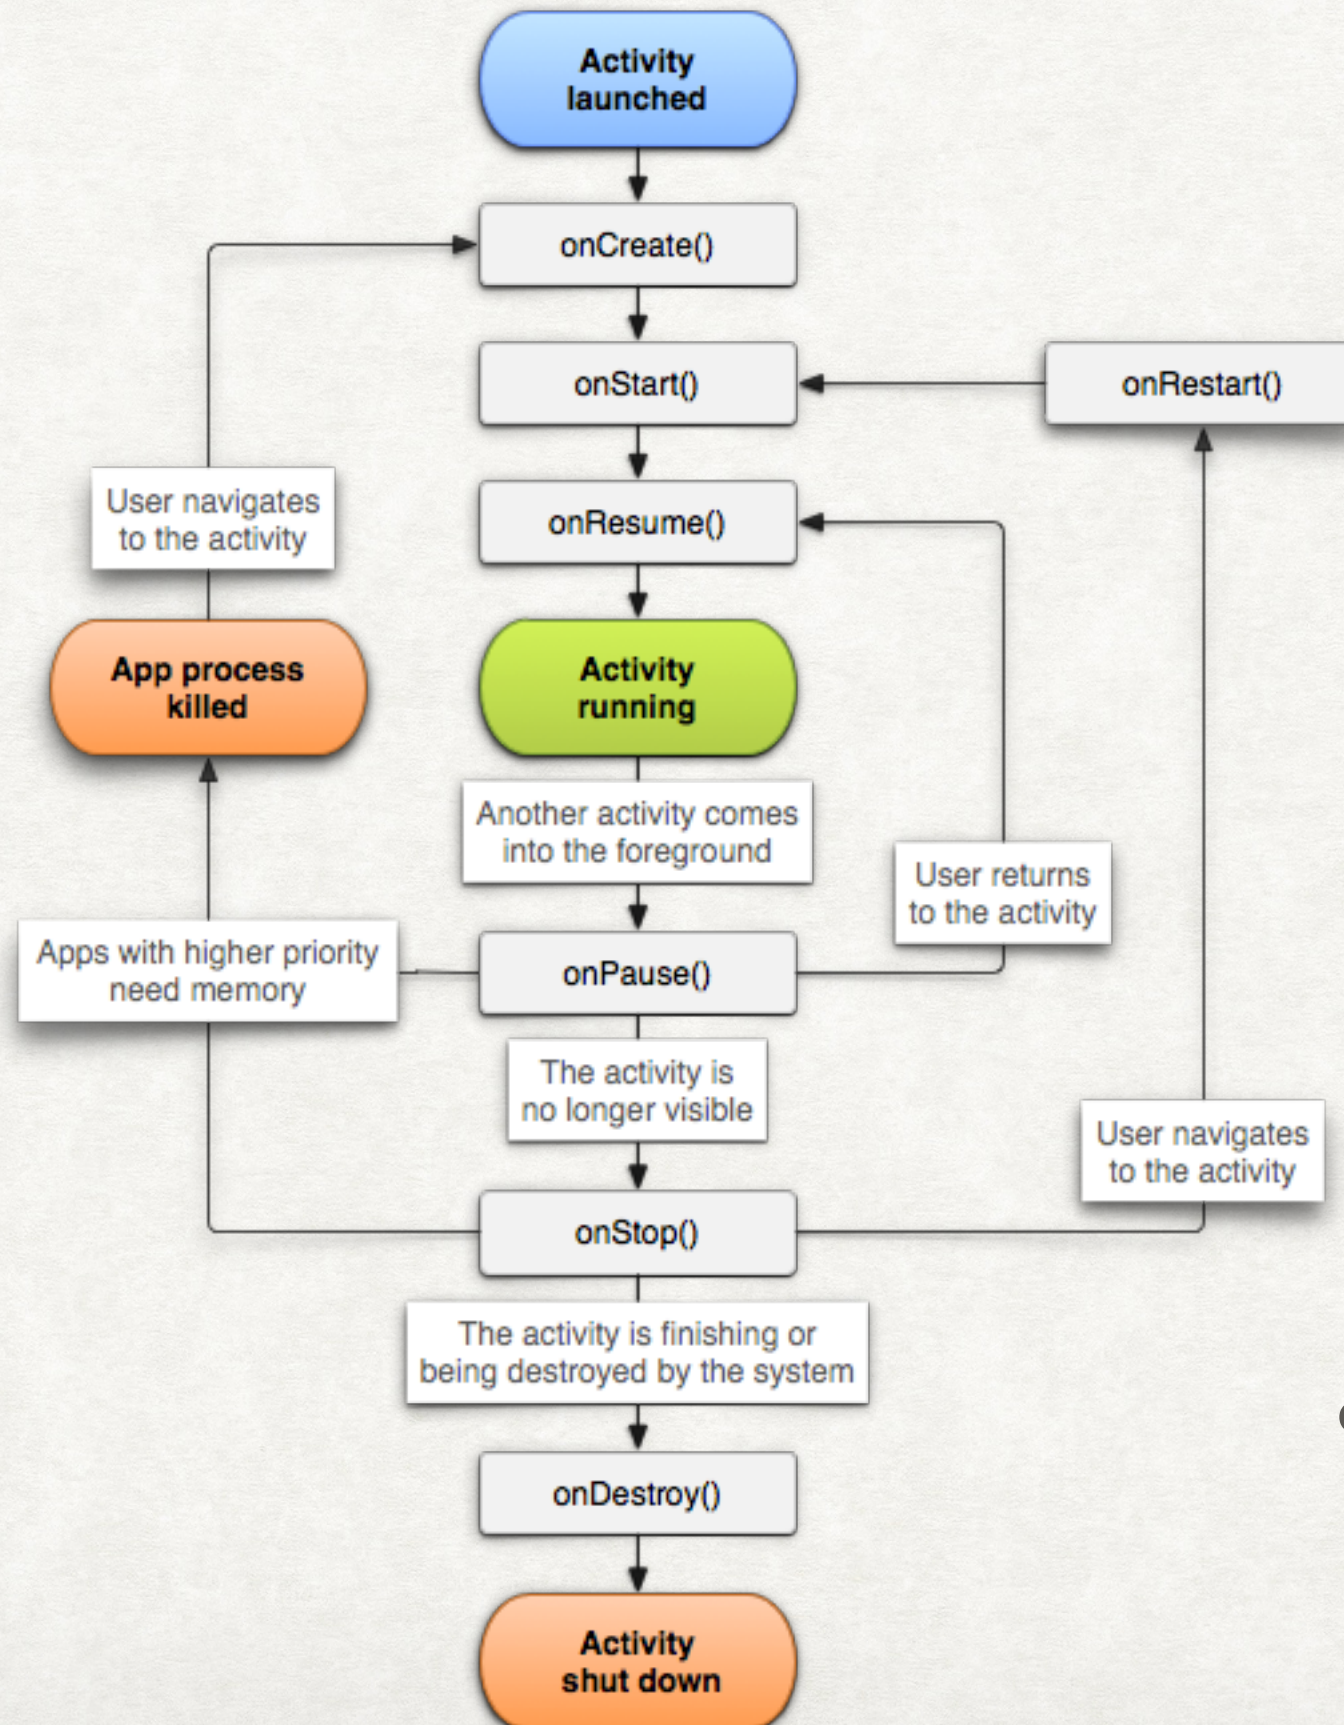 Activity
launched
onCreate()
onStart()
onRestart()
User navigates
to the activity
onResume()
App process
killed
Activity
running
Another activity comes
into the foreground
User returns
to the activity
Apps with higher priority
need memory
onPause()
The activity is
no longer visible
User navigates
to the activity
onStop()
The activity is finishing or
being destroyed by the system
onDestroy()
Activity
shut down